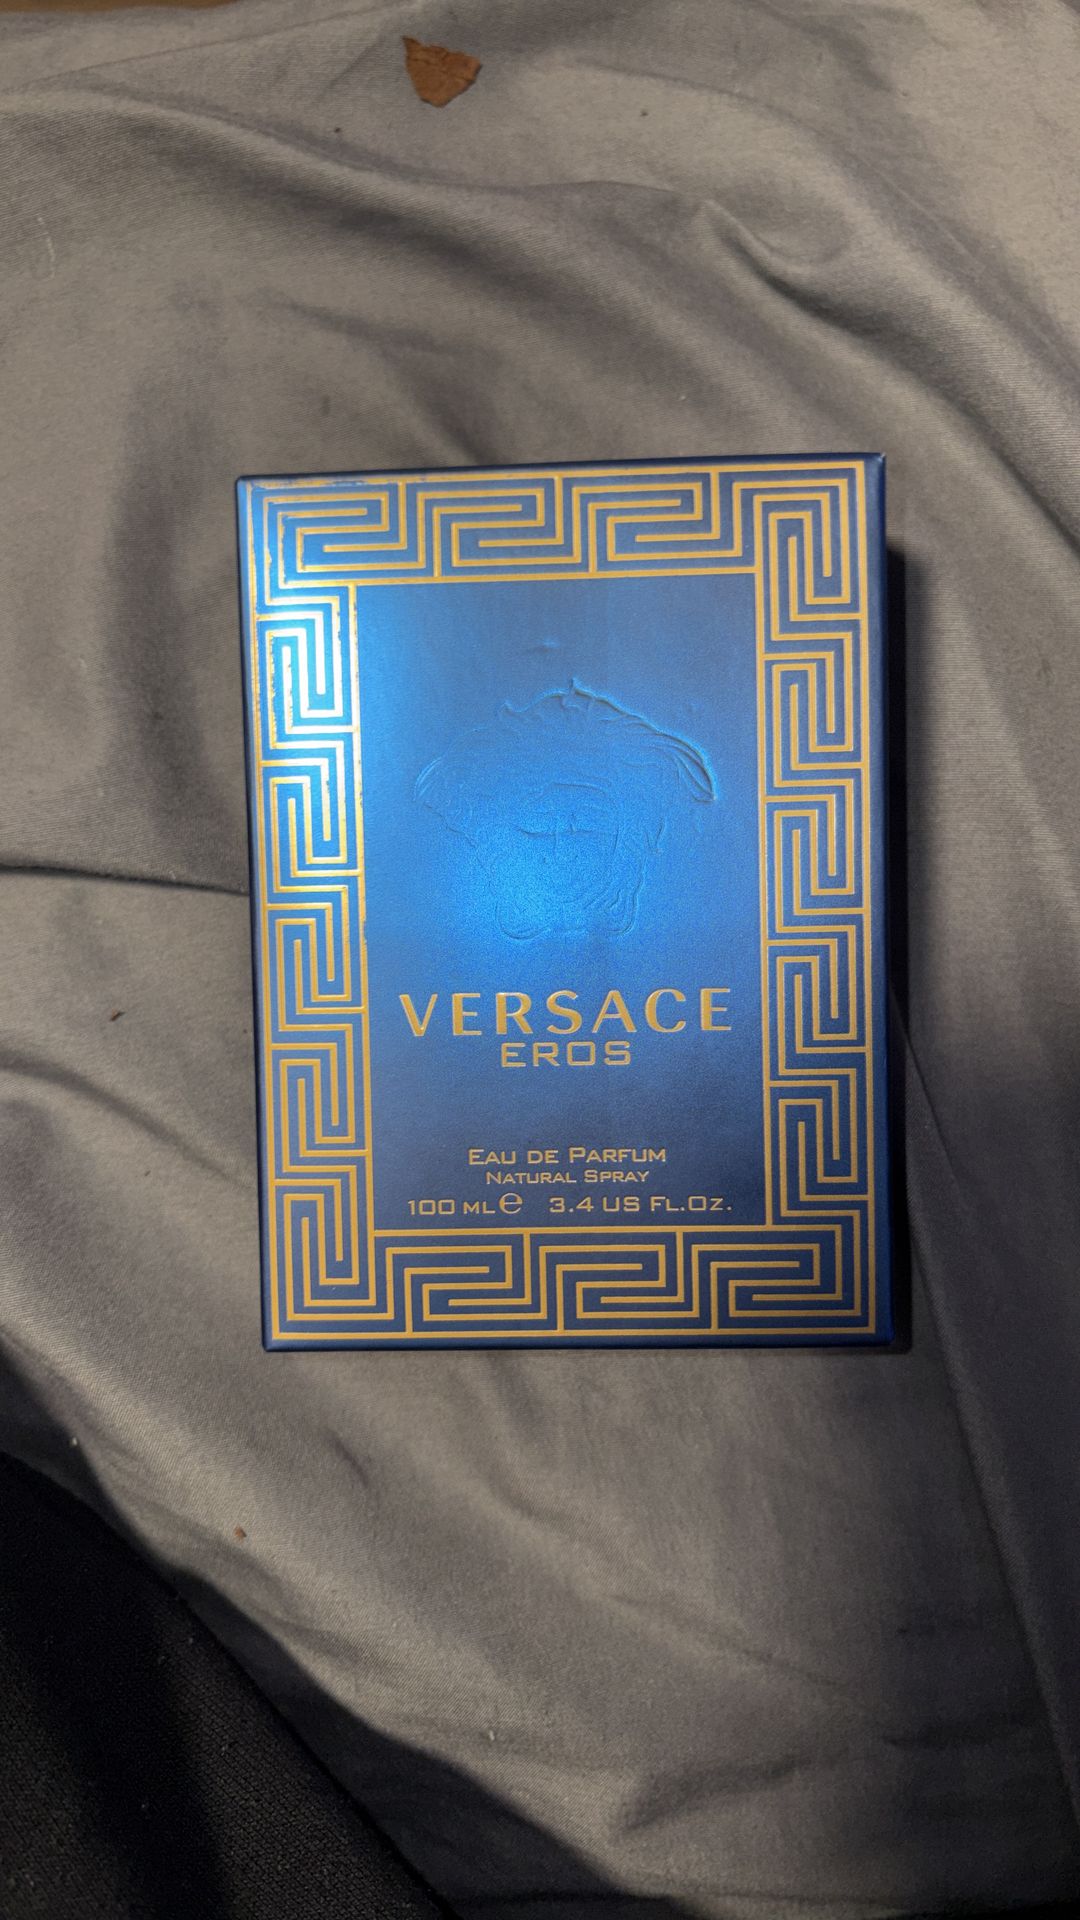 VERSACE
EROS
EAU DE PARFUM
NATURAL SPRAY
100 ML ℮ 3.4 US FL.OZ.